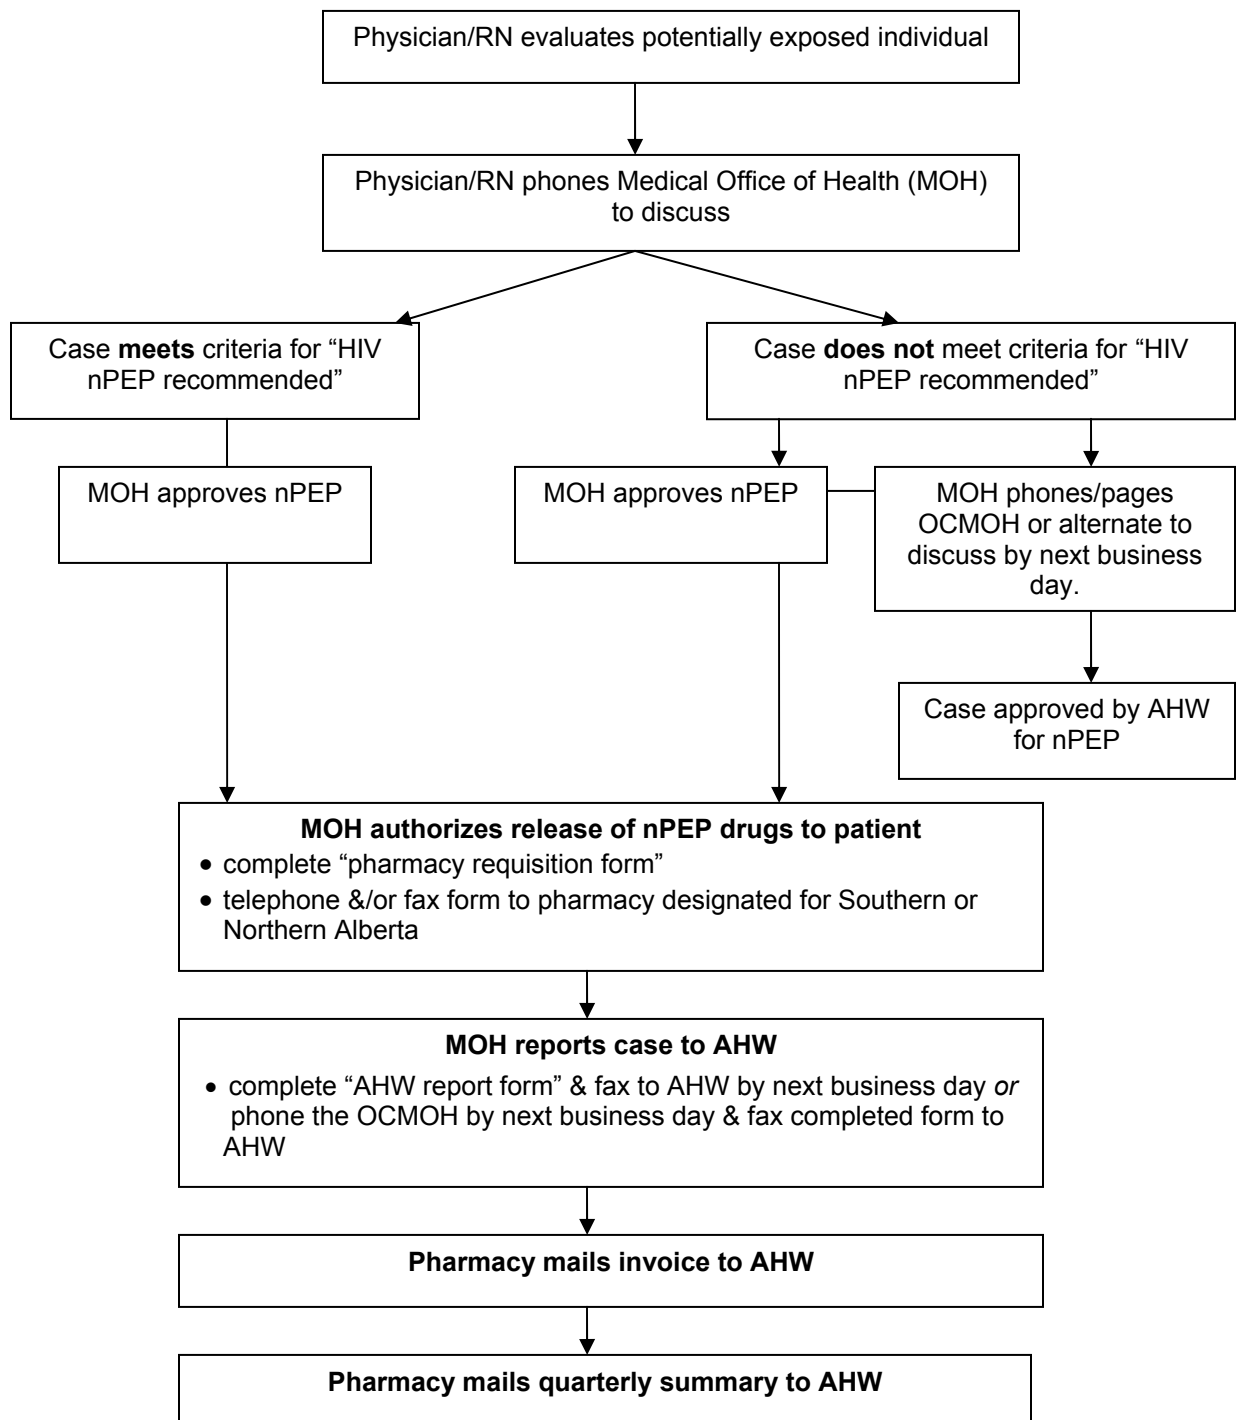 Physician/RN evaluates potentially exposed individual
Physician/RN phones Medical Office of Health (MOH)
to discuss
Case meets criteria for “HIV
nPEP recommended”
Case does not meet criteria for “HIV
nPEP recommended”
MOH approves nPEP
MOH approves nPEP
MOH phones/pages
OCMOH or alternate to
discuss by next business
day.
Case approved by AHW
for nPEP
MOH authorizes release of nPEP drugs to patient
• complete “pharmacy requisition form”
• telephone &/or fax form to pharmacy designated for Southern or
Northern Alberta
MOH reports case to AHW
• complete “AHW report form” & fax to AHW by next business day or
phone the OCMOH by next business day & fax completed form to
AHW
Pharmacy mails invoice to AHW
Pharmacy mails quarterly summary to AHW